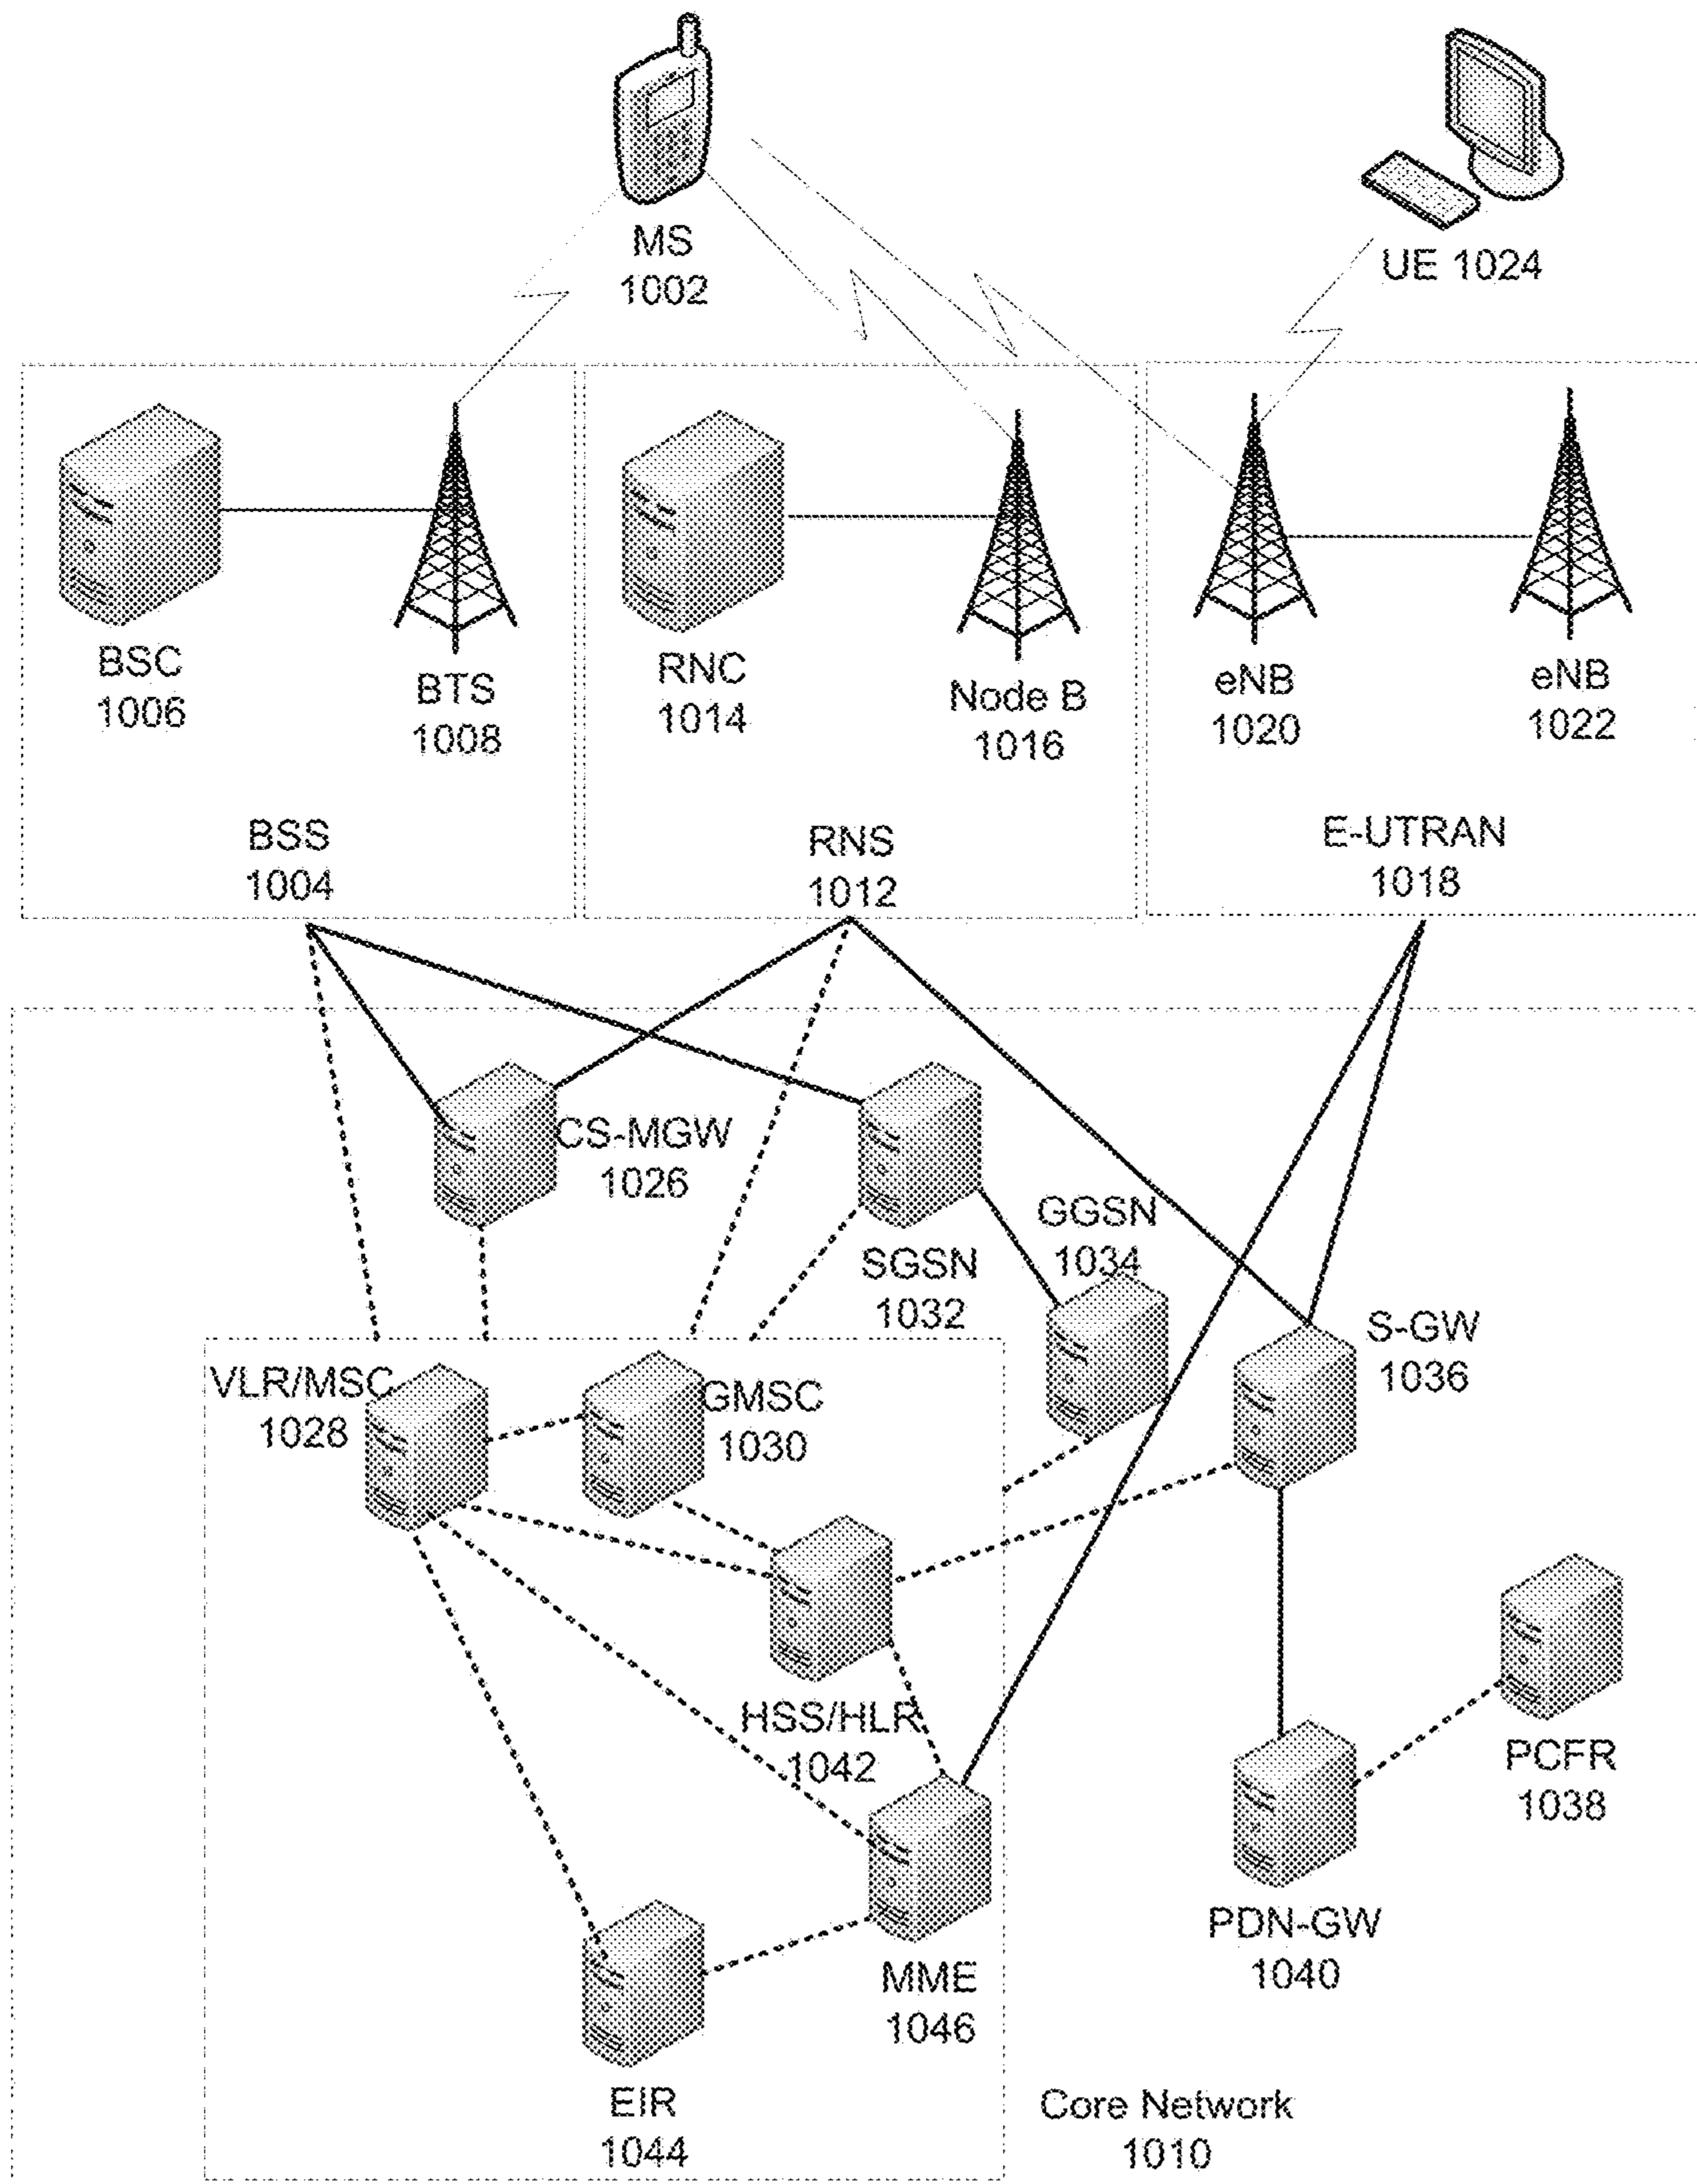 MS
1002
UE 1024
BSC
1006
BTS
1008
RNC
1014
Node B
1016
eNB
1020
eNB
1022
BSS
1004
RNS
1012
E-UTRAN
1018
CS-MGW
1026
SGSN
1032
GGSN
1034
S-GW
1036
VLR/MSC
1028
GMSC
1030
HSS/HLR
1042
PCFR
1038
PDN-GW
1040
MME
1046
EIR
1044
Core Network
1010